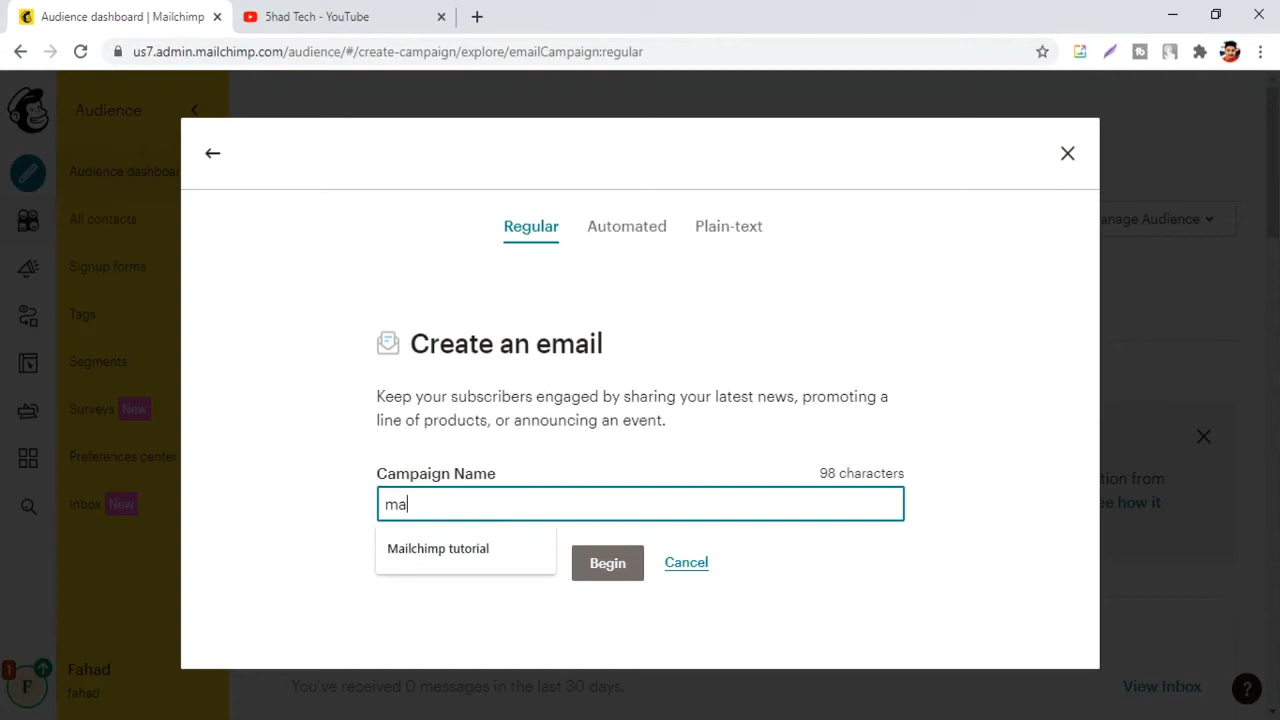 Audience dashboard | Mailchimp
5had Tech - YouTube
us7.admin.mailchimp.com/audience/#/create-campaign/explore/emailCampaign:regular
Audience
Audience dashboar
All contacts
Signup forms
Tags
Segments
Surveys New
Preferences center
Inbox New
1
F
Fahad
fahad
Regular
Automated
Plain-text
Create an email
Keep your subscribers engaged by sharing your latest news, promoting a
line of products, or announcing an event.
Campaign Name
98 characters
ma
Mailchimp tutorial
Begin
Cancel
anage Audience
tion from
ee how it
You've received 0 messages in the last 30 days.
View Inbox
?